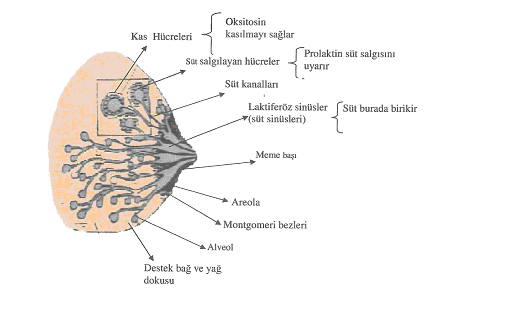 Oksitosin
kasılmayı sağlar
Kas Hücreleri
Süt salgılayan hücreler
Prolaktin süt salgısını
uyarır
Süt kanalları
Laktiferöz sinüsler
(süt sinüsleri)
Süt burada birikir
Meme başı
Areola
Montgomeri bezleri
Alveol
Destek bağ ve yağ
dokusu